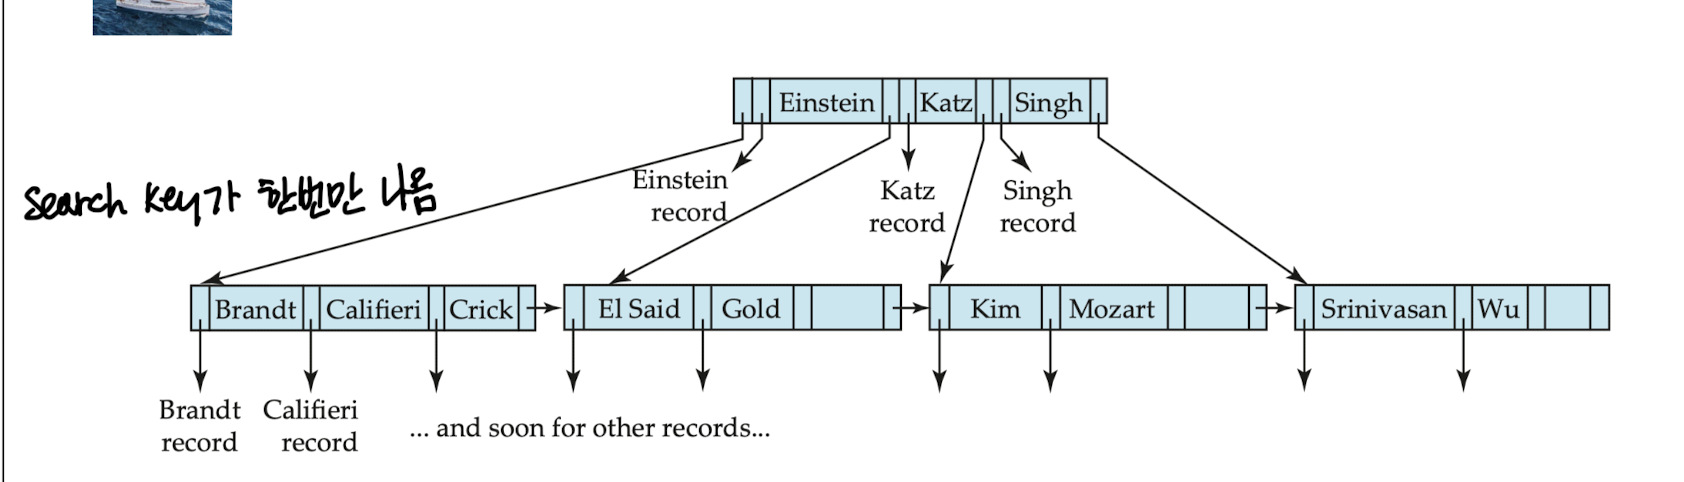 Einstein Katz Singh
Einstein
record
Katz
record
Singh
record
Search Key가 한번만 나옴
Brandt Califieri Crick El Said Gold Kim Mozart Srinivasan Wu
Brandt
record
Califieri
record
... and soon for other records...